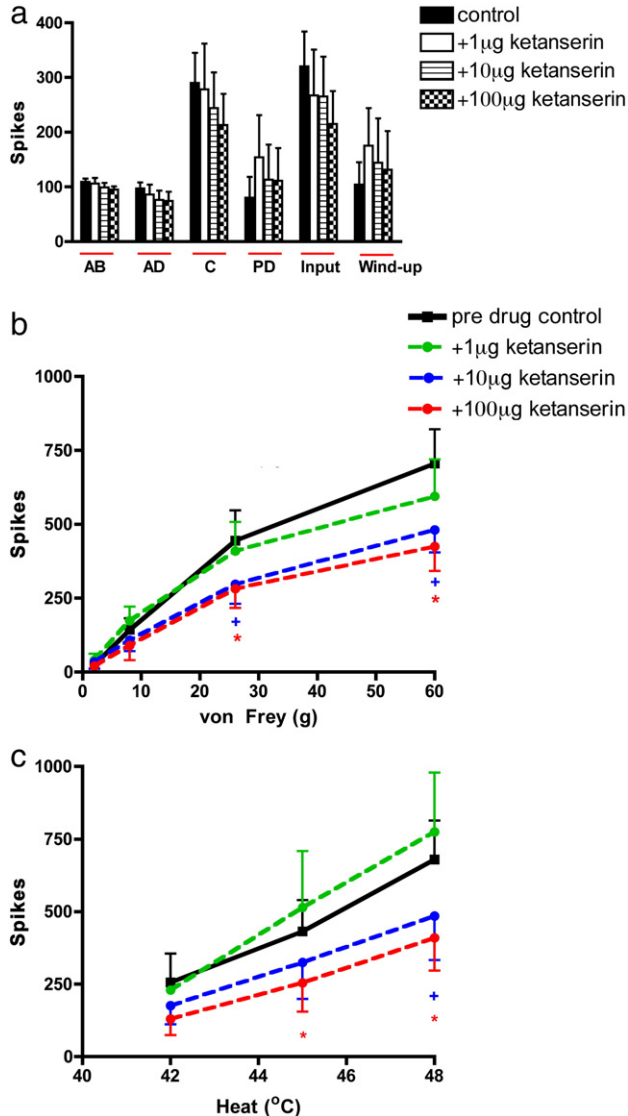 a
control
+1μg ketanserin
+10μg ketanserin
+100μg ketanserin
Spikes
400
300
200
100
0
AB AD C PD Input Wind-up
b
pre drug control
+1μg ketanserin
+10μg ketanserin
+100μg ketanserin
Spikes
1000
750
500
250
0
+
*
+
*
0 10 20 30 40 50 60
von Frey (g)
c
Spikes
1000
750
500
250
0
*
+
*
40 42 44 46 48
Heat (°C)